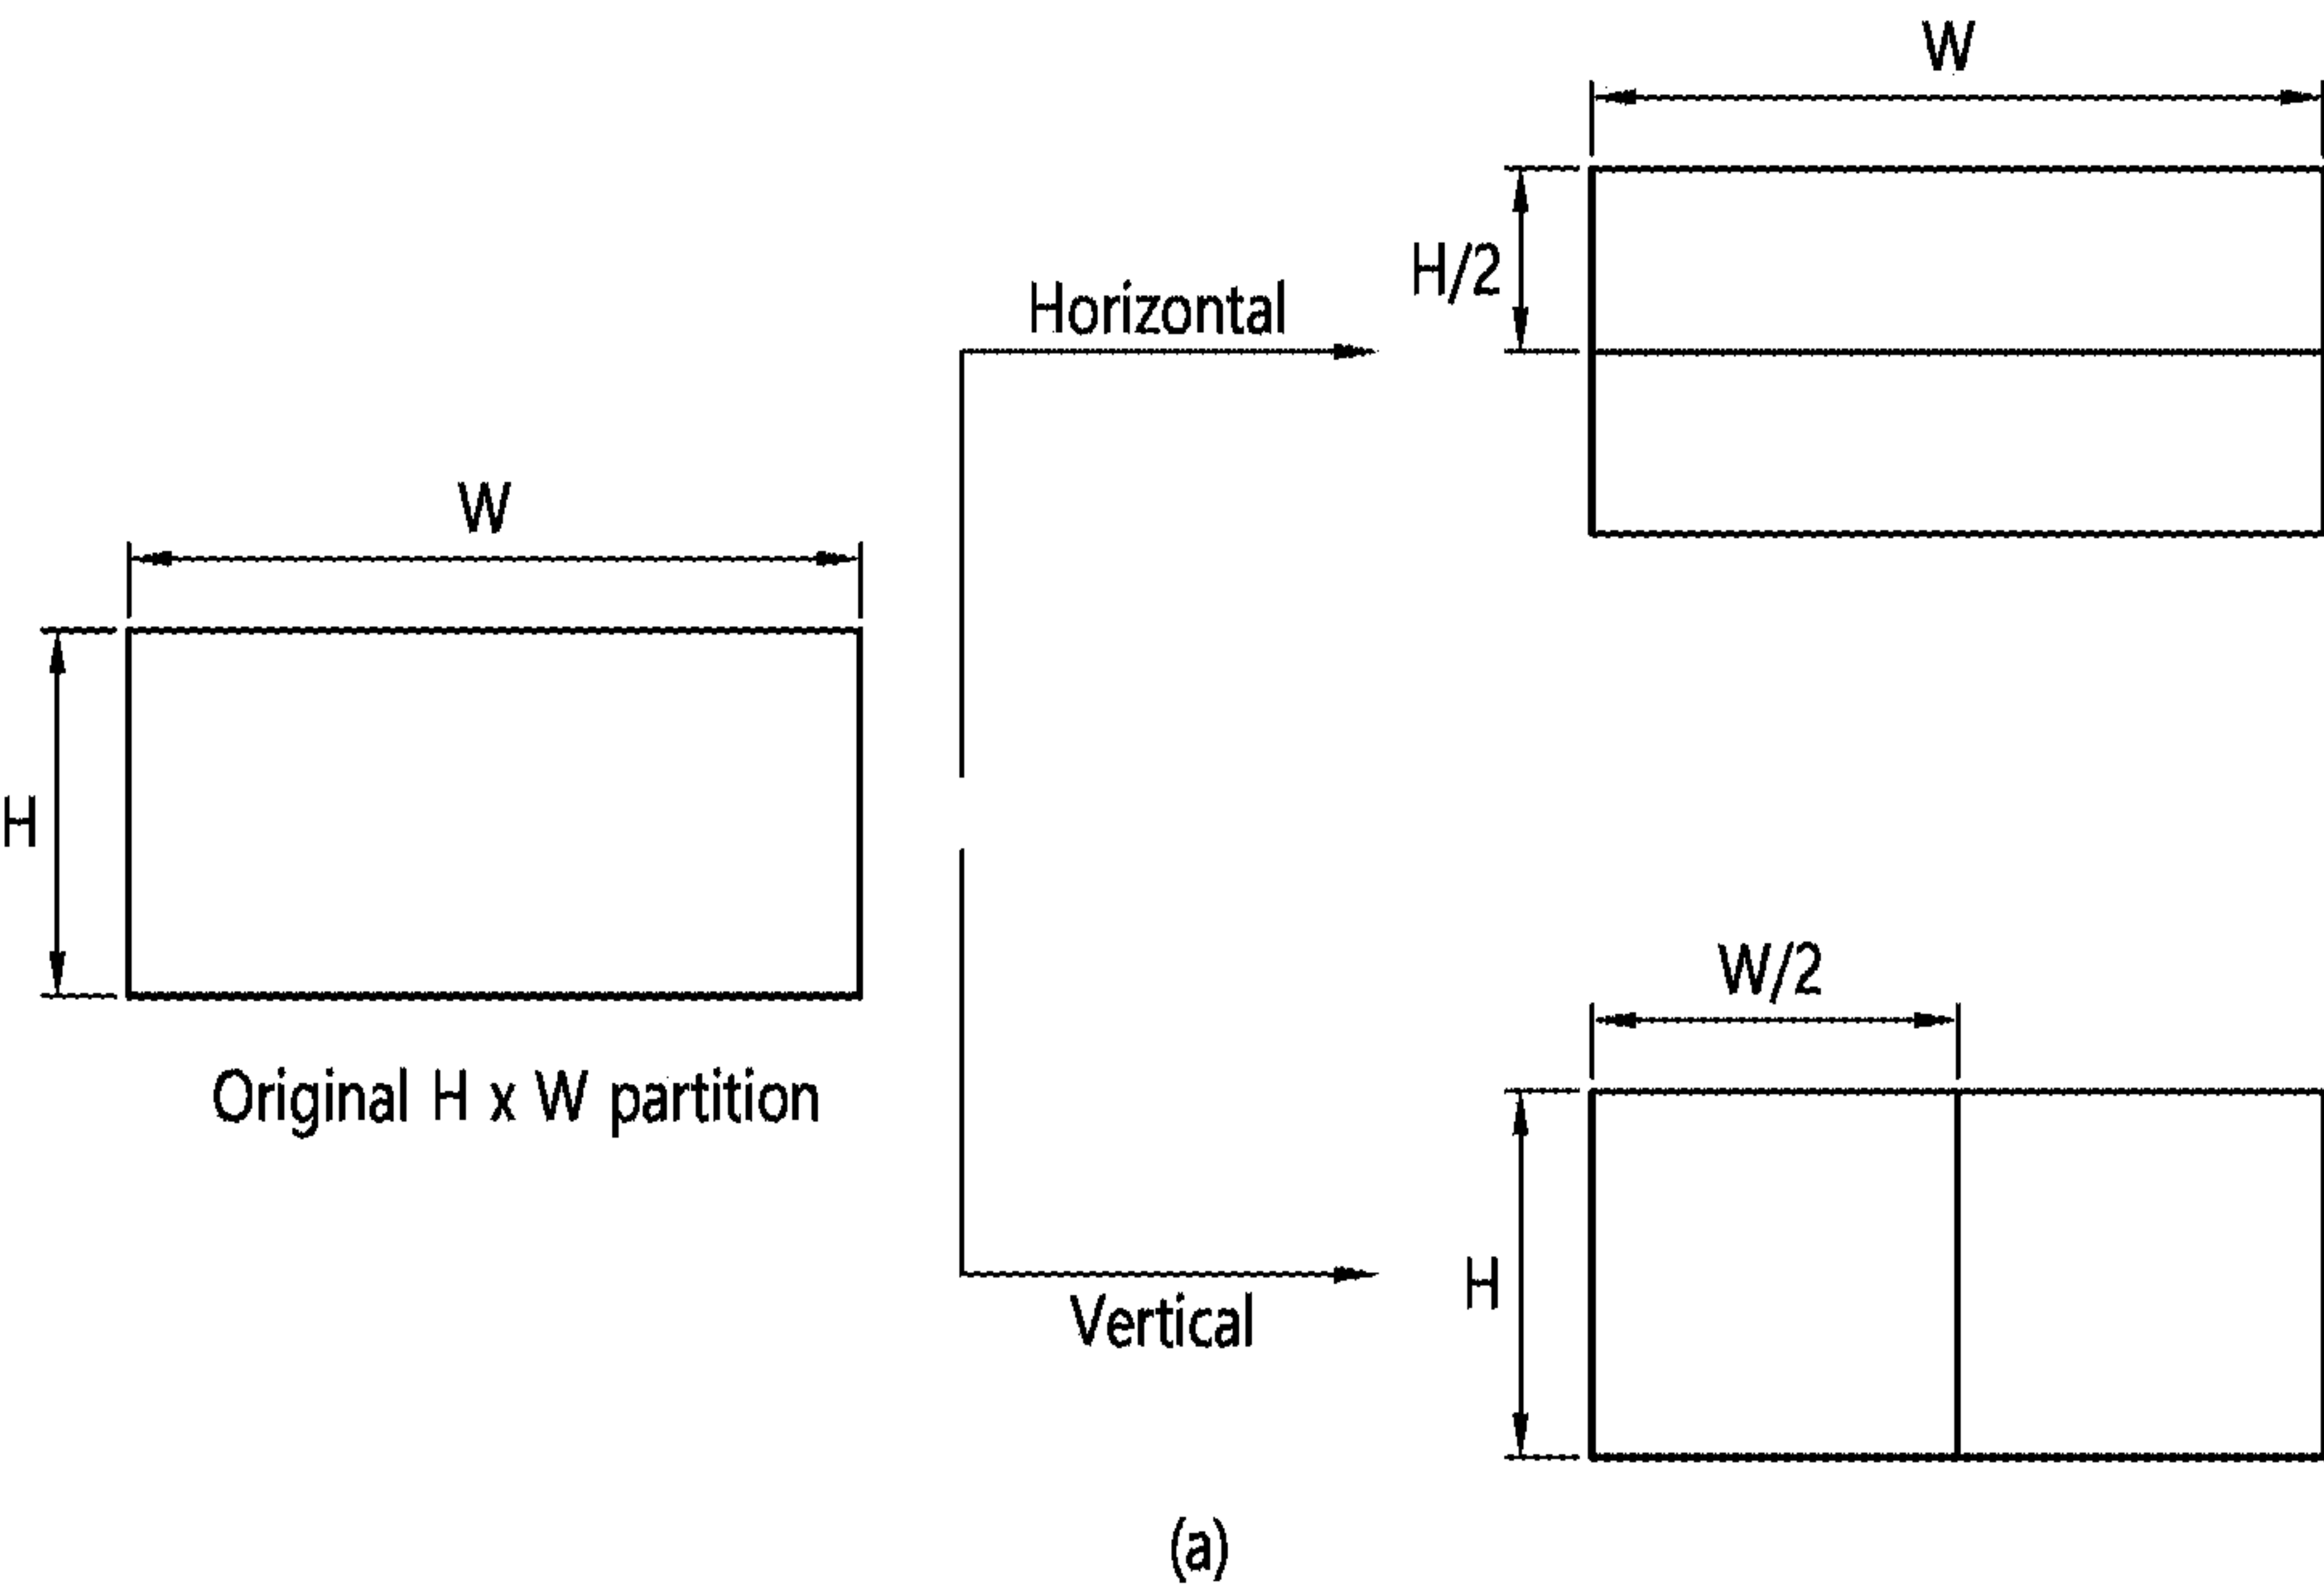 W
H/2
Horizontal
W
H
Original H x W partition
W/2
H
Vertical
(a)